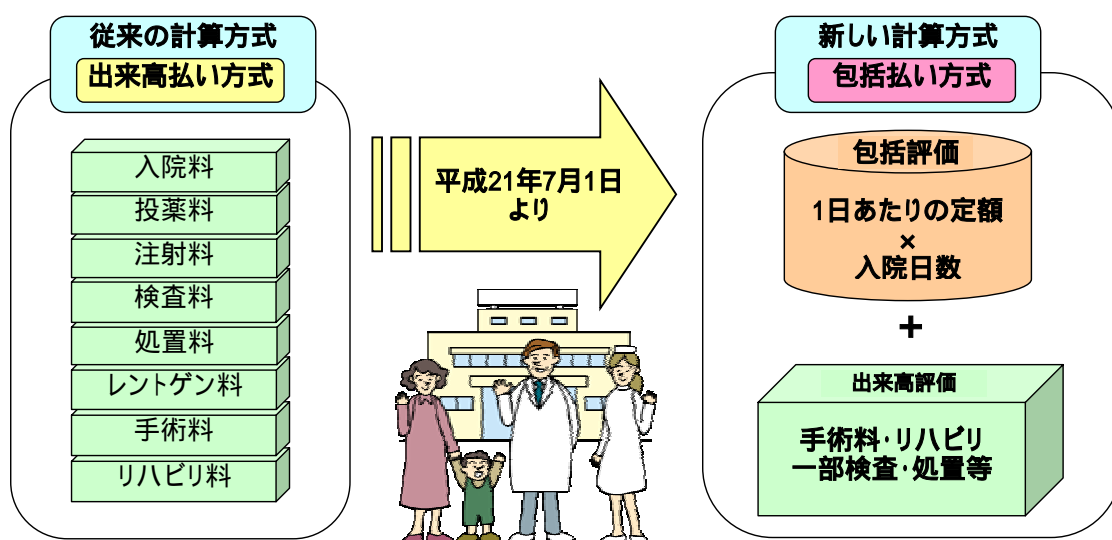 従来の計算方式
出来高払い方式
入院料
投薬料
注射料
検査料
処置料
レントゲン料
手術料
リハビリ料
平成21年7月1日
より
新しい計算方式
包括払い方式
包括評価
1日あたりの定額
×
入院日数
+
出来高評価
手術料・リハビリ
一部検査・処置等